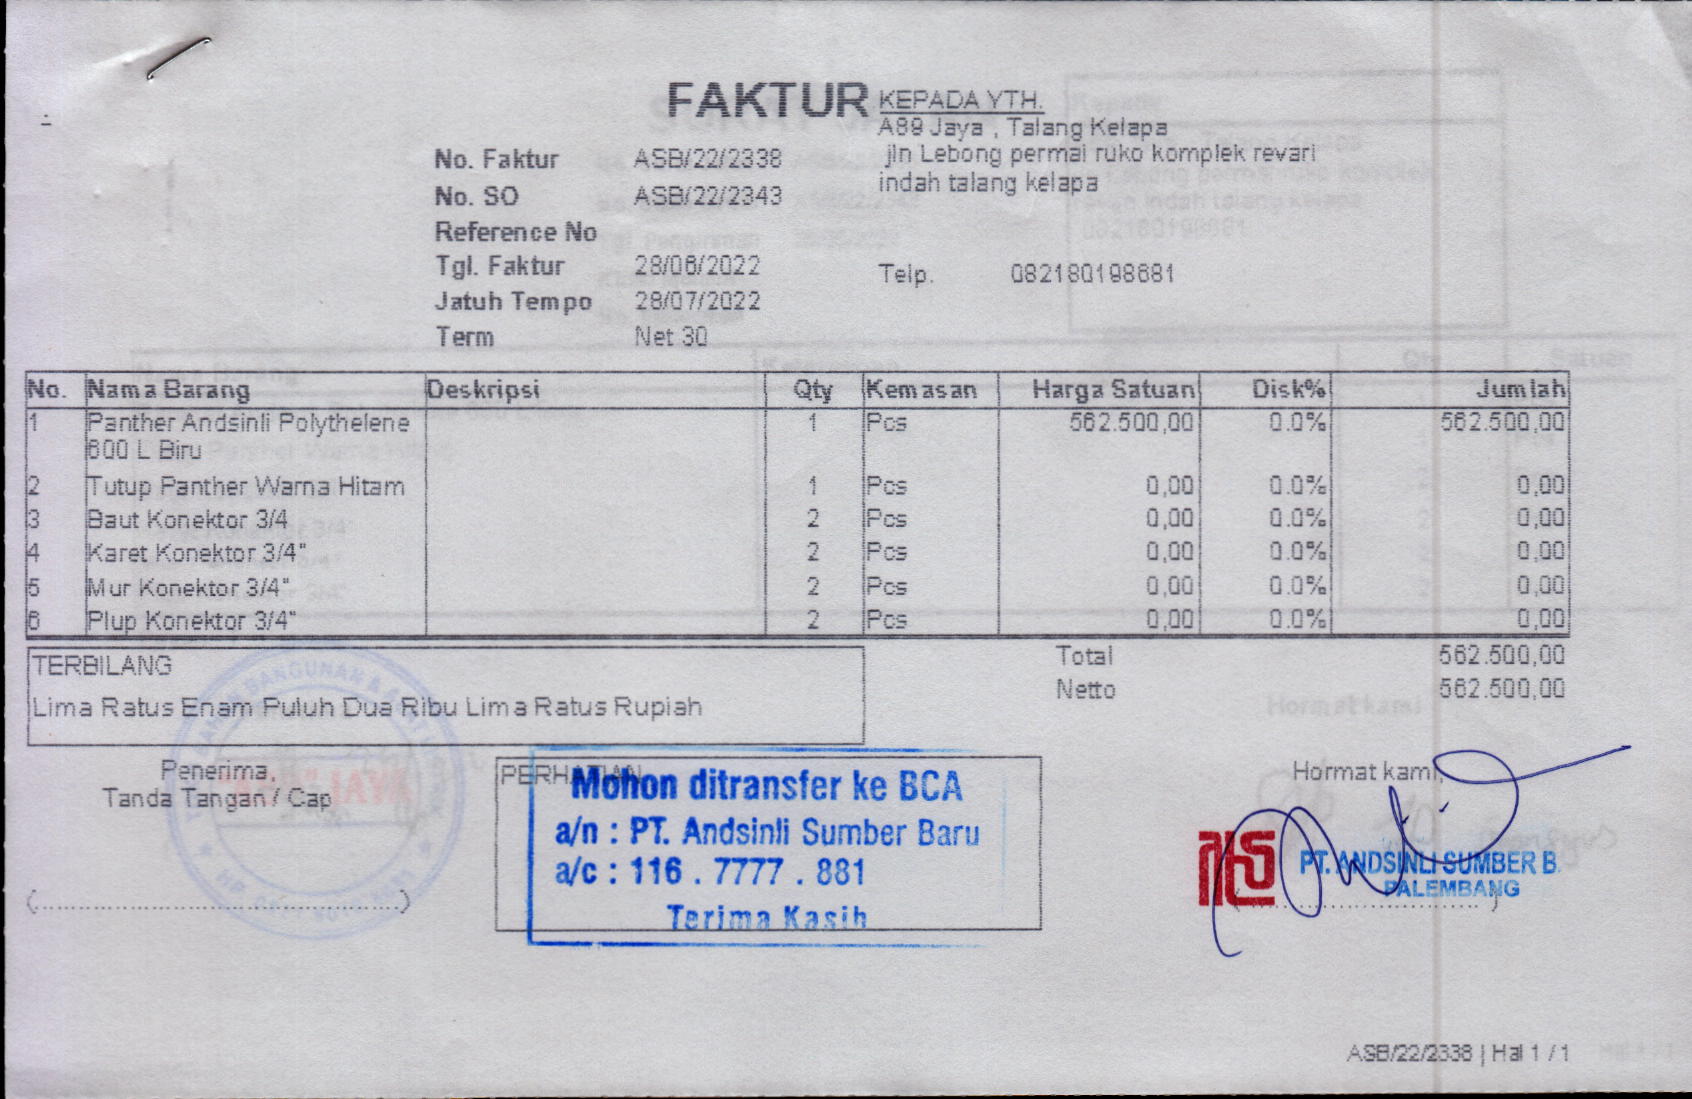 FAKTUR
KEPADA YTH.
A89 Jaya , Talang Kelapa
jln Lebong permai ruko komplek revari
indah talang kelapa
Telp. 082180198681
No. Faktur ASB/22/2338
No. SO ASB/22/2343
Reference No
Tgl. Faktur 28/06/2022
Jatuh Tempo 28/07/2022
Term Net 30
No. Nama Barang Deskripsi Qty Kemasan Harga Satuan Disk% Jumlah
1 Panther Andsinli Polythelene 1 Pcs 562.500,00 0.0% 562.500,00
600 L Biru
2 Tutup Panther Warna Hitam 1 Pcs 0,00 0.0% 0,00
3 Baut Konektor 3/4 2 Pcs 0,00 0.0% 0,00
4 Karet Konektor 3/4" 2 Pcs 0,00 0.0% 0,00
5 Mur Konektor 3/4" 2 Pcs 0,00 0.0% 0,00
6 Plup Konektor 3/4" 2 Pcs 0,00 0.0% 0,00
TERBILANG
Lima Ratus Enam Puluh Dua Ribu Lima Ratus Rupiah
Total 562.500,00
Netto 562.500,00
Penerima,
Tanda Tangan / Cap
(..............................................)
PERHATIAN
Mohon ditransfer ke BCA
a/n : PT. Andsinli Sumber Baru
a/c : 116 . 7777 . 881
Terima Kasih
Hormat kami,
PT. ANDSINLI SUMBER B.
PALEMBANG
ASB/22/2338 | Hal 1 / 1